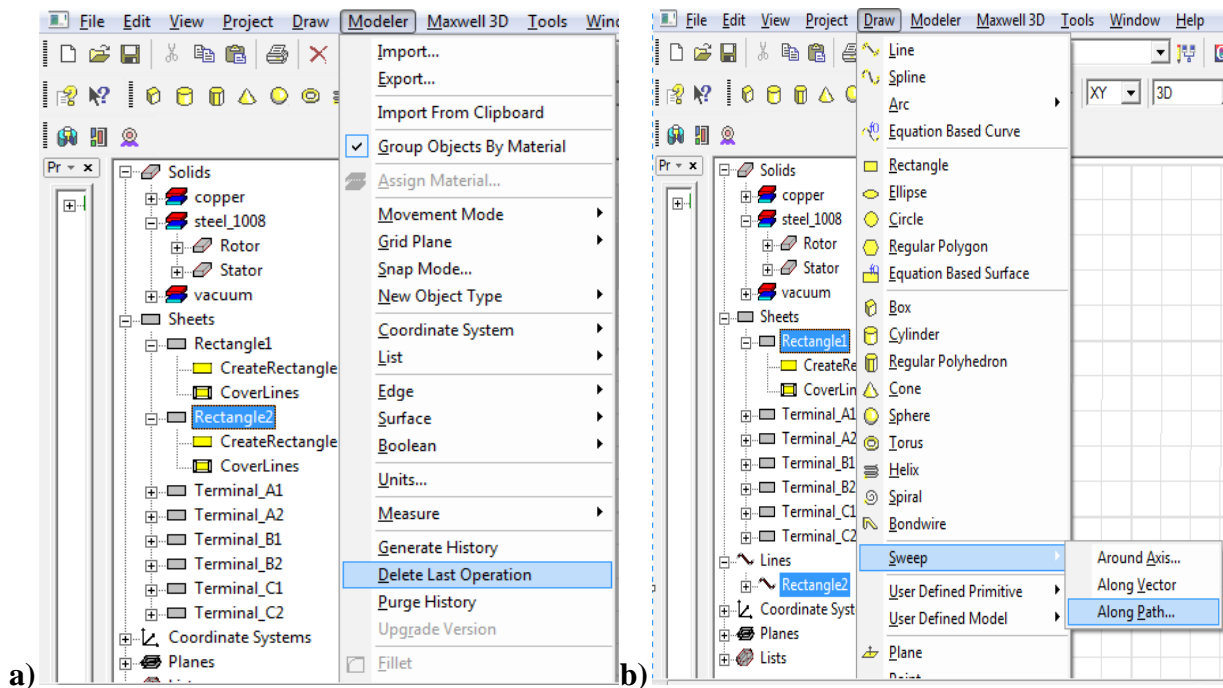 File Edit View Project Draw Modeler Maxwell 3D Tools
Import...
Export...
Import From Clipboard
Group Objects By Material
Assign Material...
Movement Mode
Grid Plane
Snap Mode...
New Object Type
Coordinate System
List
Edge
Surface
Boolean
Units...
Measure
Generate History
Delete Last Operation
Purge History
Upgrade Version
Fillet
Pr
Solids
copper
steel_1008
Rotor
Stator
vacuum
Sheets
Rectangle1
CreateRectangle
CoverLines
Rectangle2
CreateRectangle
CoverLines
Terminal_A1
Terminal_A2
Terminal_B1
Terminal_B2
Terminal_C1
Terminal_C2
Coordinate Systems
Planes
a)
File Edit View Project Draw Modeler Maxwell 3D Tools Window Help
XY 3D
Line
Spline
Arc
Equation Based Curve
Rectangle
Ellipse
Circle
Regular Polygon
Equation Based Surface
Box
Cylinder
Regular Polyhedron
Cone
Sphere
Torus
Helix
Spiral
Bondwire
Sweep
User Defined Primitive
User Defined Model
Plane
Around Axis...
Along Vector
Along Path...
Pr
Solids
copper
steel_1008
Rotor
Stator
vacuum
Sheets
Rectangle1
CreateRe
CoverLin
Terminal_A1
Terminal_A2
Terminal_B1
Terminal_B2
Terminal_C1
Terminal_C2
Lines
Rectangle2
Coordinate Syst
Planes
Lists
b)